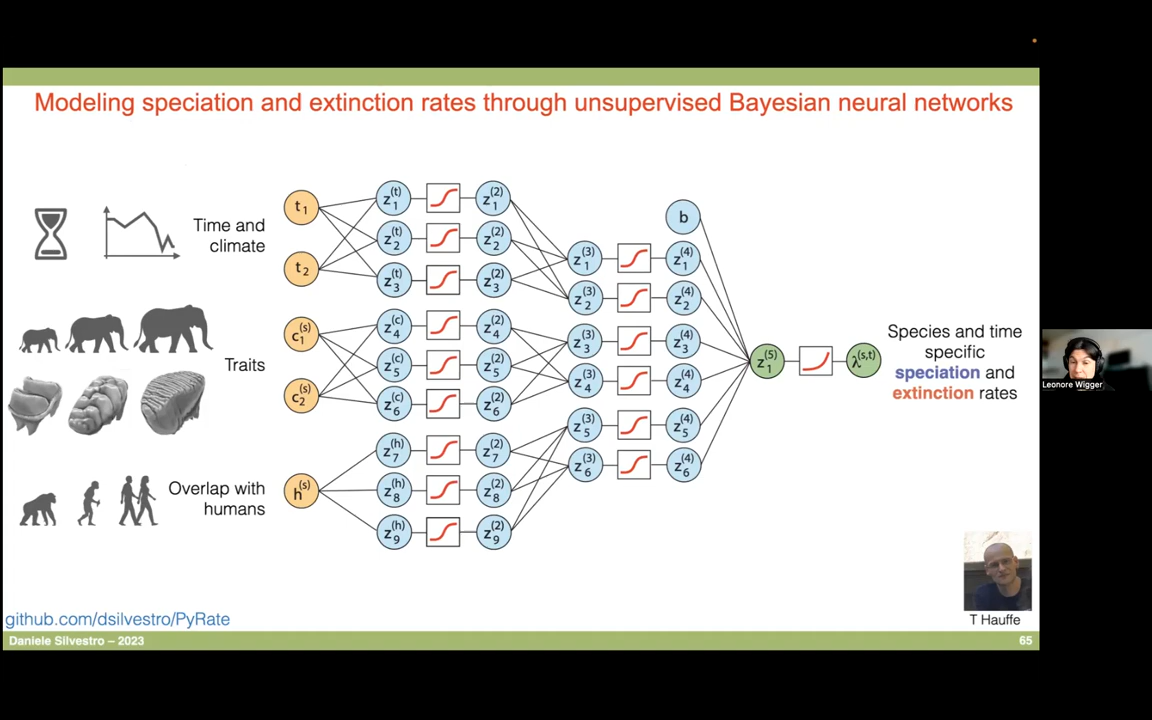 Modeling speciation and extinction rates through unsupervised Bayesian neural networks
Time and
climate
Traits
Overlap with
humans
t1
t2
c1(s)
c2(s)
h(s)
z1(t)
z2(t)
z3(t)
z4(c)
z5(c)
z6(c)
z7(h)
z8(h)
z9(h)
z1(2)
z2(2)
z3(2)
z4(2)
z5(2)
z6(2)
z7(2)
z8(2)
z9(2)
z1(3)
z2(3)
z3(3)
z4(3)
z5(3)
z6(3)
b
z1(4)
z2(4)
z3(4)
z4(4)
z5(4)
z6(4)
z1(5)
λ(s,t)
Species and time
specific
speciation and
extinction rates
Leonore Wigger
T Hauffe
github.com/dsilvestro/PyRate
Daniele Silvestro – 2023
65